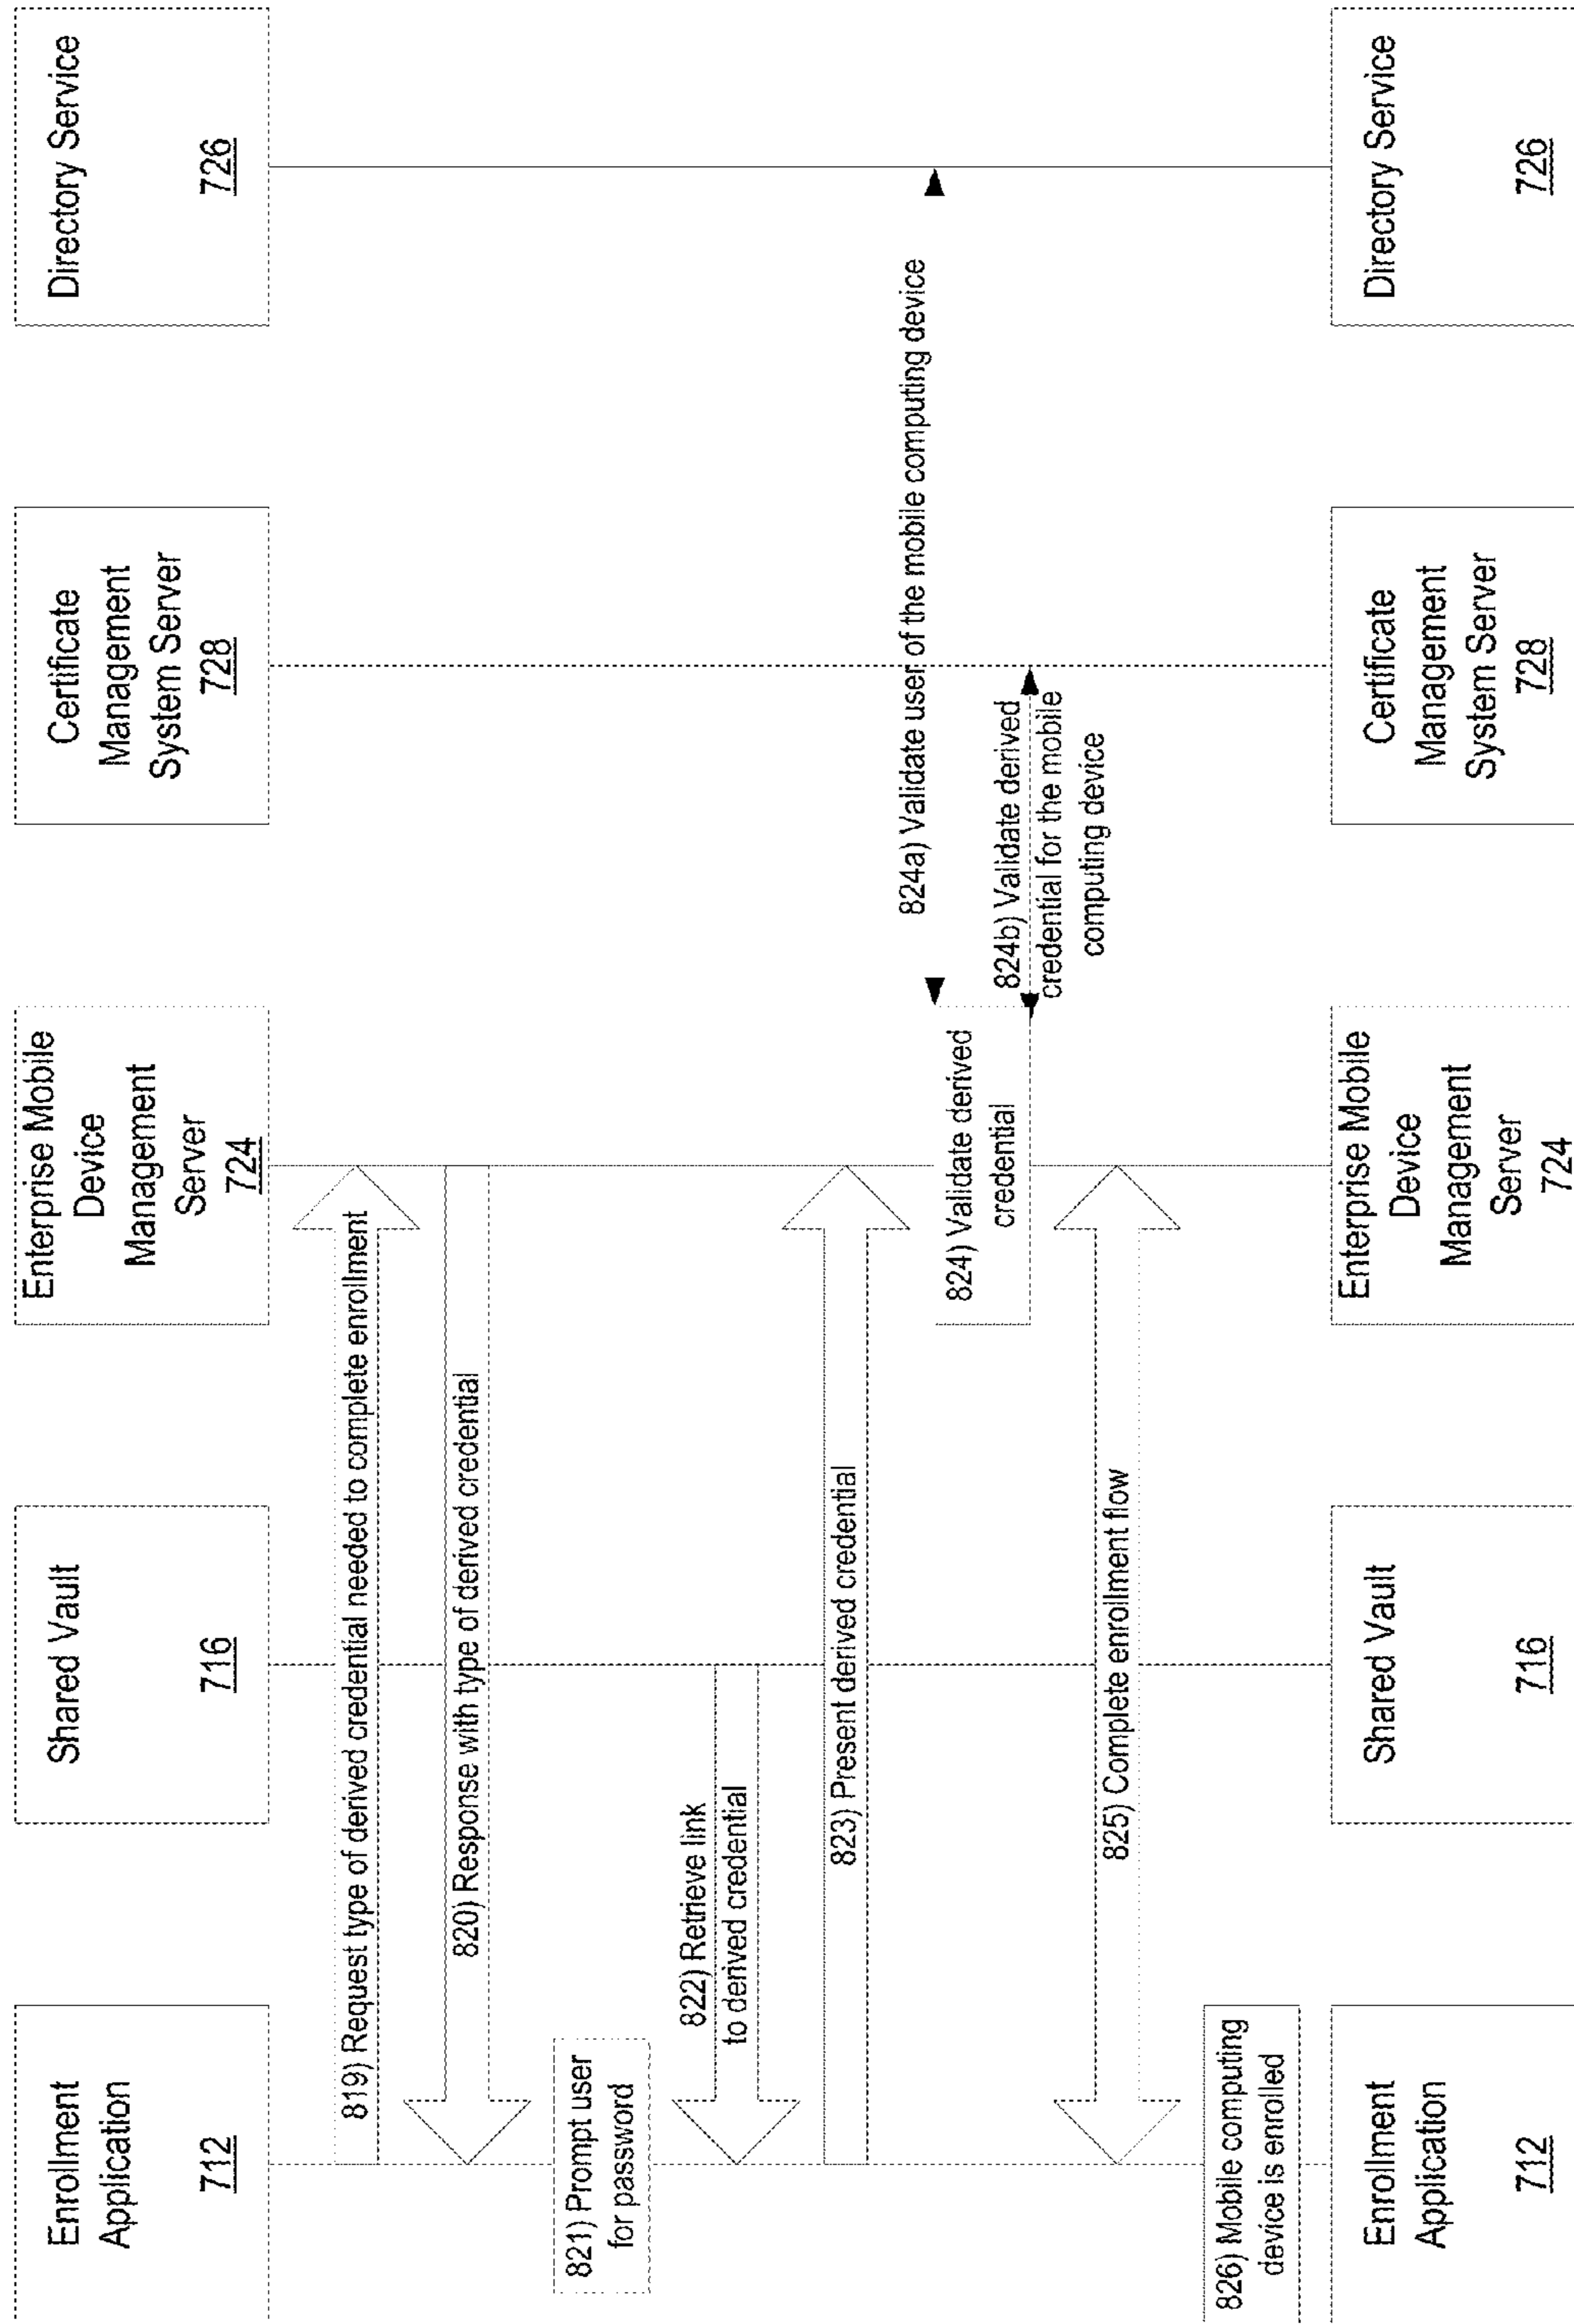 Enrollment
Application
712
Shared Vault
716
Enterprise Mobile
Device
Management
Server
724
Certificate
Management
System Server
728
Directory Service
726
819) Request type of derived credential needed to complete enrollment
820) Response with type of derived credential
821) Prompt user
for password
822) Retrieve link
to derived credential
823) Present derived credential
824) Validate derived
credential
824a) Validate user of the mobile computing device
824b) Validate derived
credential for the mobile
computing device
825) Complete enrollment flow
826) Mobile computing
device is enrolled
Enrollment
Application
712
Shared Vault
716
Enterprise Mobile
Device
Management
Server
724
Certificate
Management
System Server
728
Directory Service
726